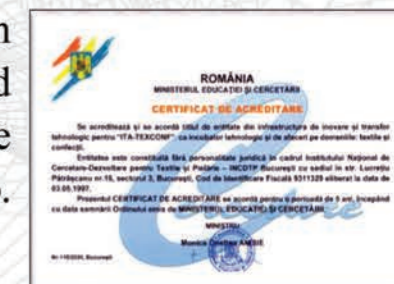 n
d
e
.
ROMÂNIA
MINISTERUL EDUCAȚIEI ȘI CERCETĂRII
CERTIFICAT DE ACREDITARE
Se acreditează și se acordă titlul de entitate din infrastructura de inovare și transfer
tehnologic pentru "ITA-TEXCONF", ca incubator tehnologic și de afaceri pe domeniile: textile și
confecții.
Entitatea este constituită fără personalitate juridică în cadrul Institutului Național de
Cercetare-Dezvoltare pentru Textile și Pielărie - INCDTP București cu sediul în str. Lucrețiu
Pătrășcanu nr.16, sectorul 3, București, Cod de Identificare Fiscală 9311329 eliberat la data de
03.05.1997.
Prezentul CERTIFICAT DE ACREDITARE se acordă pentru o perioadă de 5 ani, începând
cu data semnării Ordinului emis de MINISTERUL EDUCAȚIEI ȘI CERCETĂRII.
MINISTRU
Monica ANISIE
București